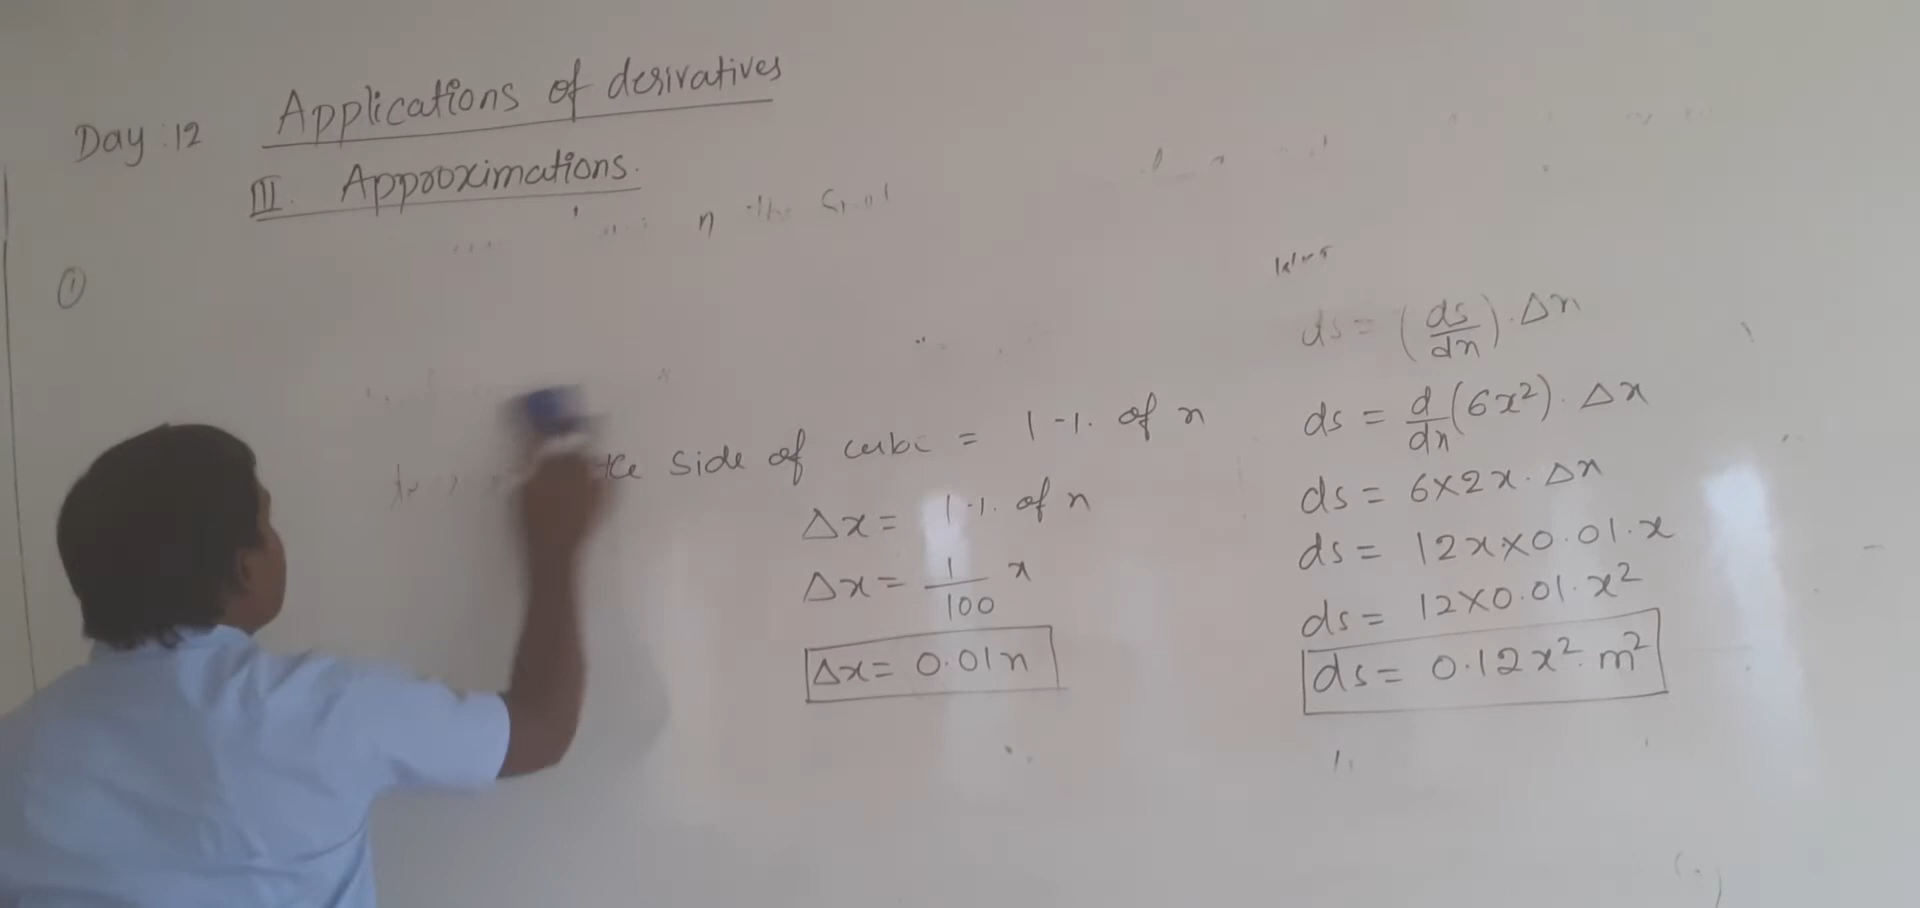 Day: 12
Applications of derivatives
III. Approximations.
①
side of cube = 1% of x
Δx = 1% of x
Δx = 1/100 x
Δx = 0.01x
ds = (ds/dx) . Δx
ds = d/dx (6x²) . Δx
ds = 6×2x . Δx
ds = 12x×0.01.x
ds = 12×0.01.x²
ds = 0.12x² . m²